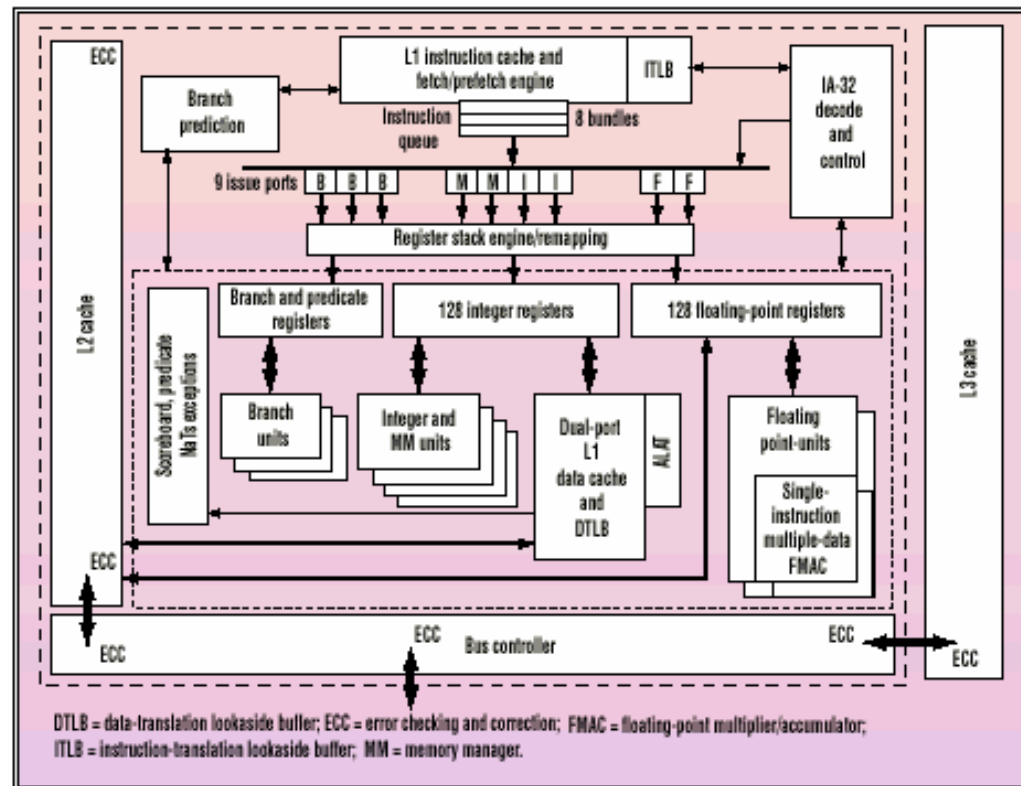 ECC
L2 cache
ECC
Branch
prediction
L1 instruction cache and
fetch/prefetch engine
ITLB
IA-32
decode
and
control
Instruction
queue
8 bundles
9 issue ports
B B B M M I I F F
Register stack engine/remapping
Scoreboard, predicate
NaTs exceptions
Branch and predicate
registers
128 integer registers
128 floating-point registers
Branch
units
Integer and
MM units
Dual-port
L1
data cache
and
DTLB
ALAT
Floating
point-units
Single-
instruction
multiple-data
FMAC
L3 cache
ECC
ECC
ECC
Bus controller
ECC
DTLB = data-translation lookaside buffer; ECC = error checking and correction; FMAC = floating-point multiplier/accumulator;
ITLB = instruction-translation lookaside buffer; MM = memory manager.